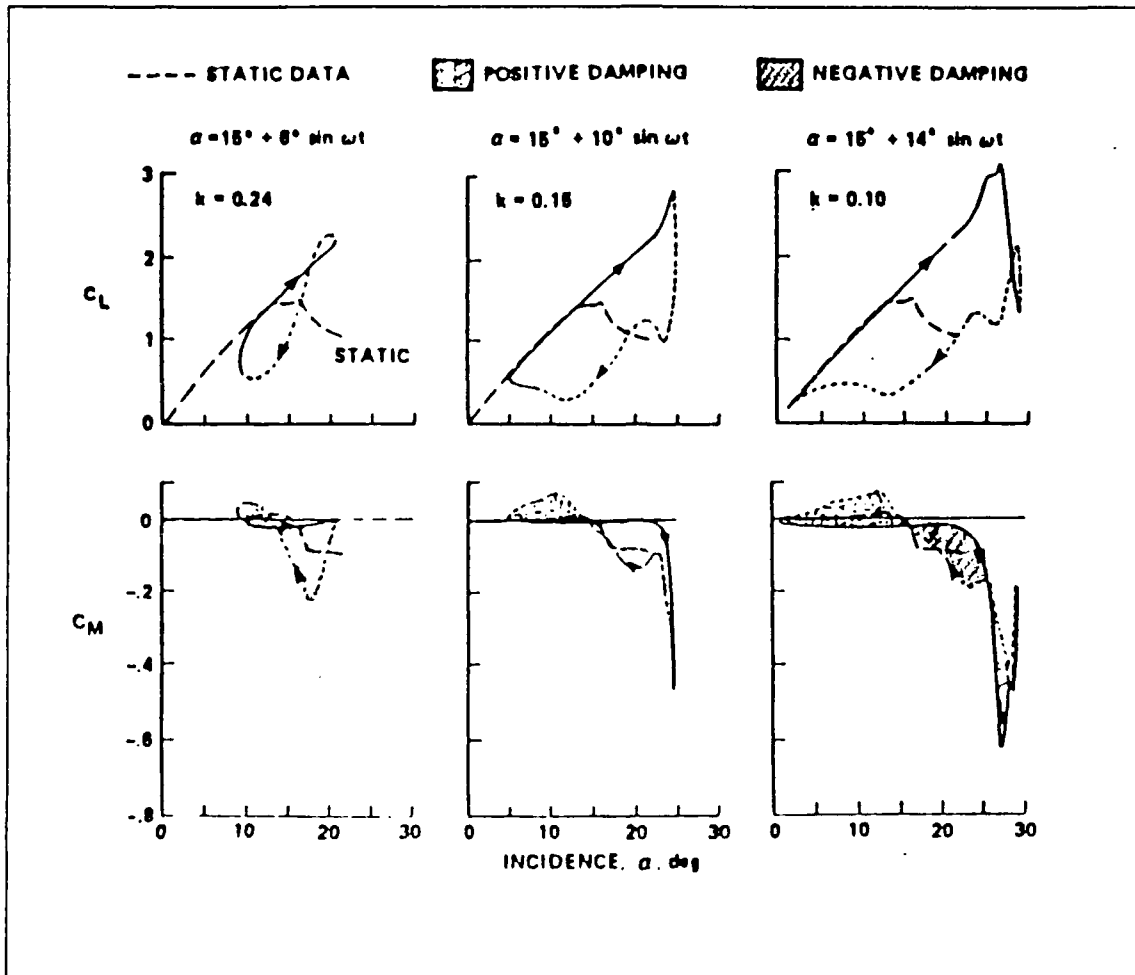 STATIC DATA POSITIVE DAMPING NEGATIVE DAMPING
α = 15° + 6° sin ωt α = 15° + 10° sin ωt α = 15° + 14° sin ωt
3
k = 0.24 k = 0.15 k = 0.10
2
C_L
1
STATIC
0
0
-.2
C_M
-.4
-.6
-.8
0 10 20 30 0 10 20 30 0 10 20 30
INCIDENCE, α, deg